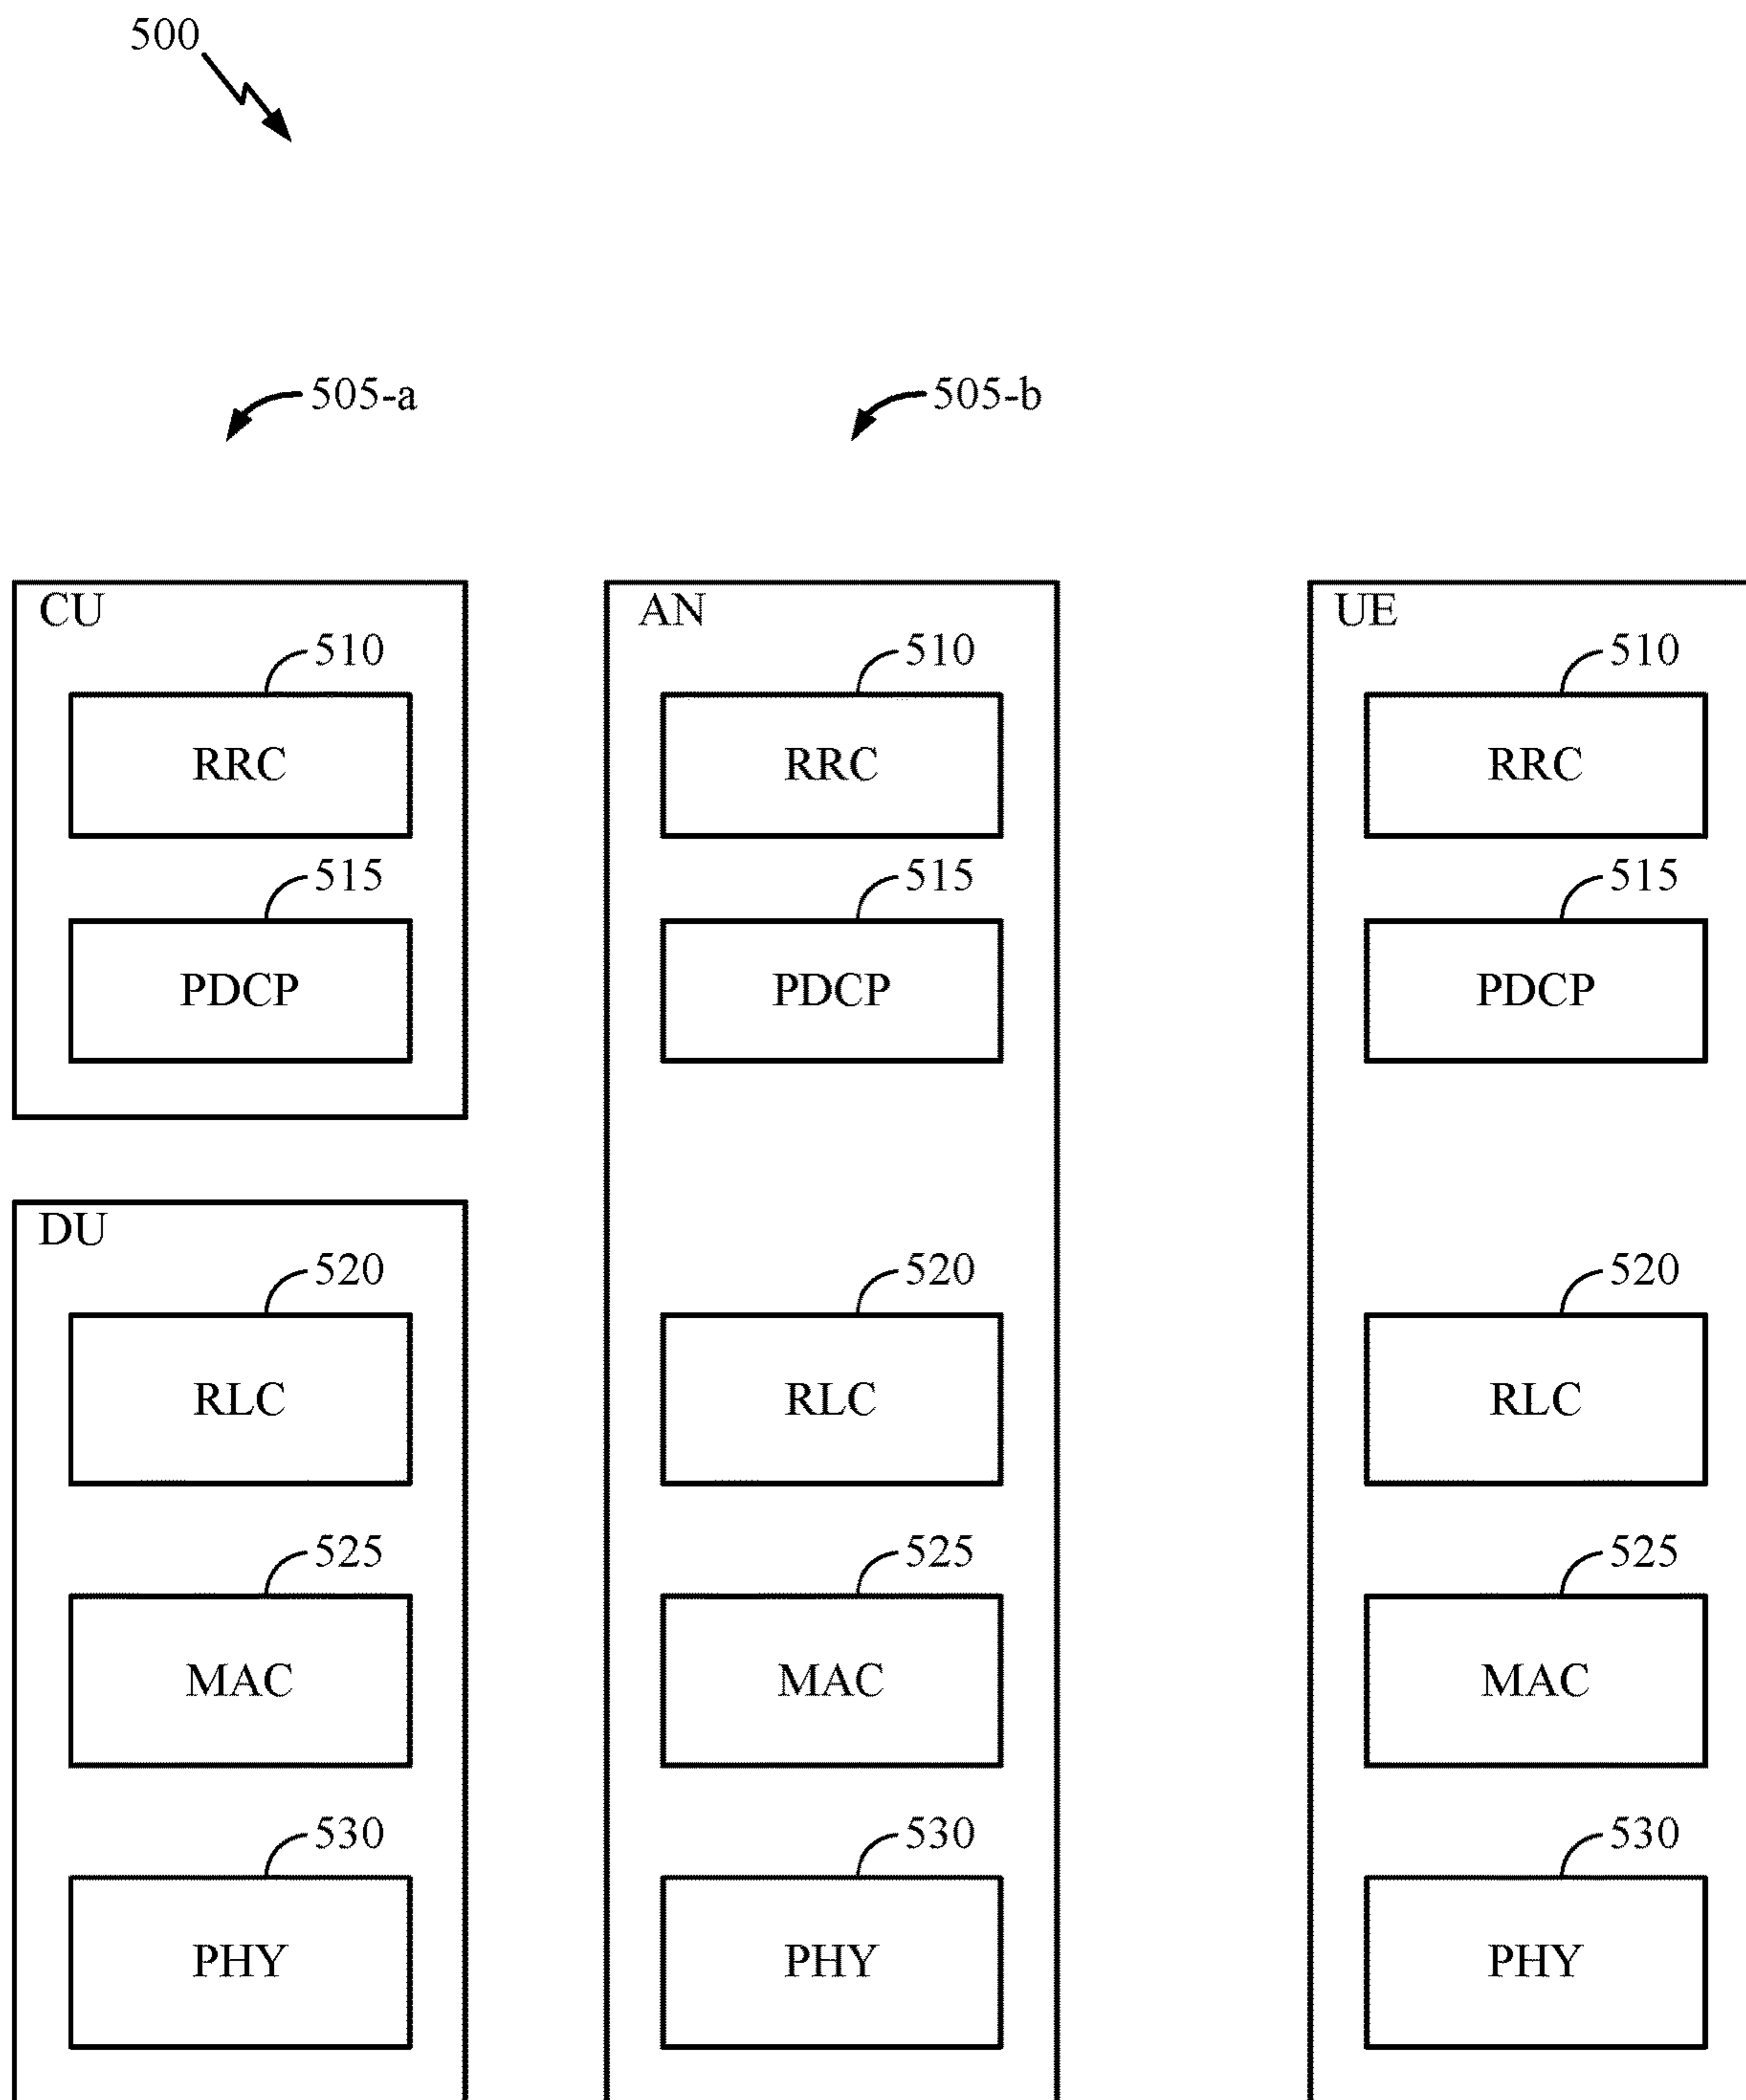 500
505-a 505-b
CU AN UE
510 510 510
RRC RRC RRC
515 515 515
PDCP PDCP PDCP
DU
520 520 520
RLC RLC RLC
525 525 525
MAC MAC MAC
530 530 530
PHY PHY PHY